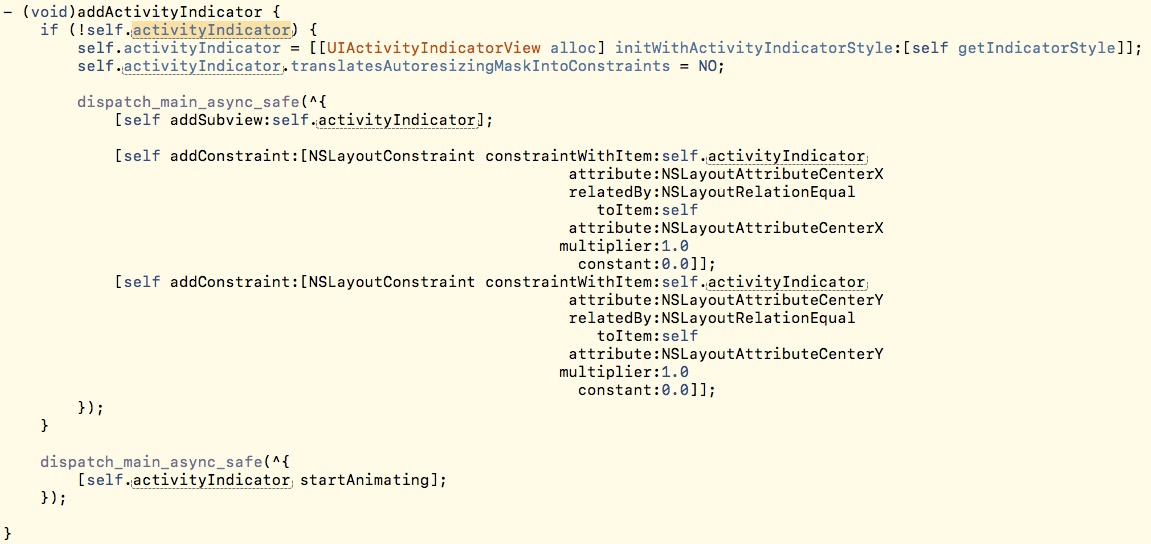 - (void)addActivityIndicator {
    if (!self.activityIndicator) {
        self.activityIndicator = [[UIActivityIndicatorView alloc] initWithActivityIndicatorStyle:[self getIndicatorStyle]];
        self.activityIndicator.translatesAutoresizingMaskIntoConstraints = NO;

        dispatch_main_async_safe(^{
            [self addSubview:self.activityIndicator];

            [self addConstraint:[NSLayoutConstraint constraintWithItem:self.activityIndicator
                                                             attribute:NSLayoutAttributeCenterX
                                                             relatedBy:NSLayoutRelationEqual
                                                                toItem:self
                                                             attribute:NSLayoutAttributeCenterX
                                                            multiplier:1.0
                                                              constant:0.0]];
            [self addConstraint:[NSLayoutConstraint constraintWithItem:self.activityIndicator
                                                             attribute:NSLayoutAttributeCenterY
                                                             relatedBy:NSLayoutRelationEqual
                                                                toItem:self
                                                             attribute:NSLayoutAttributeCenterY
                                                            multiplier:1.0
                                                              constant:0.0]];
        });
    }

    dispatch_main_async_safe(^{
        [self.activityIndicator startAnimating];
    });

}